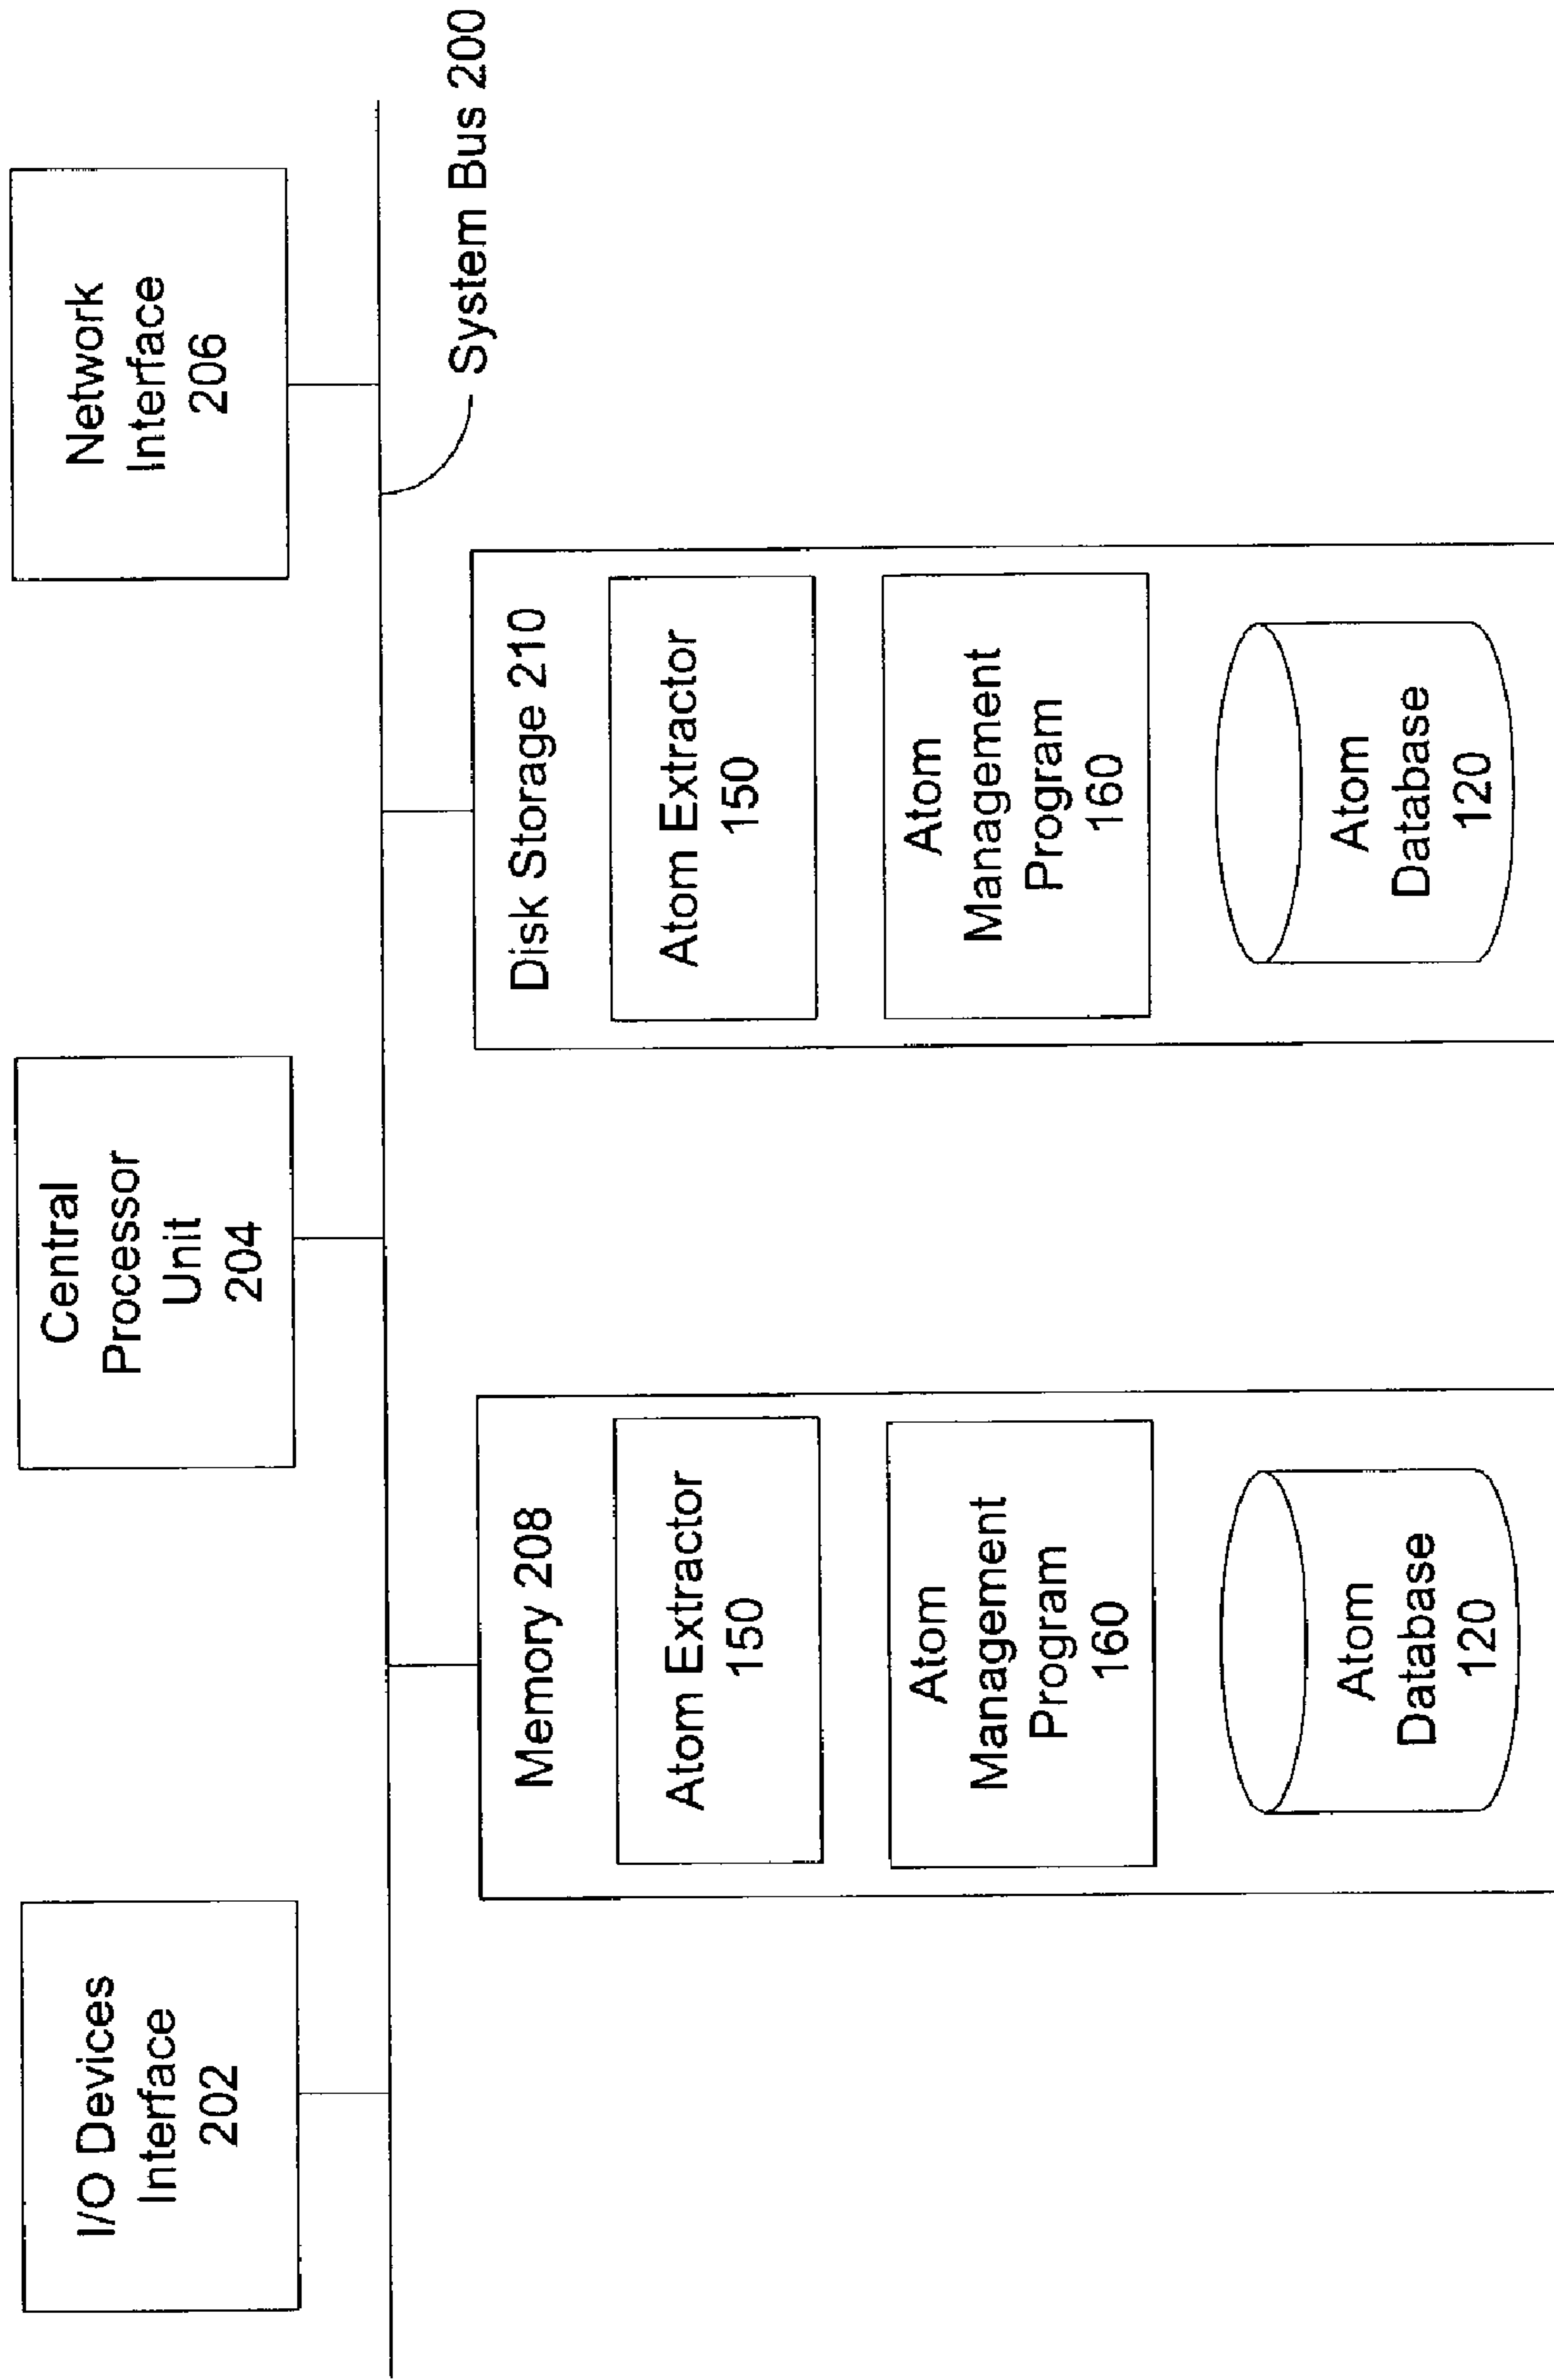 I/O Devices
Interface
202
Central
Processor
Unit
204
Network
Interface
206
System Bus 200
Memory 208
Atom Extractor
150
Atom
Management
Program
160
Atom
Database
120
Disk Storage 210
Atom Extractor
150
Atom
Management
Program
160
Atom
Database
120